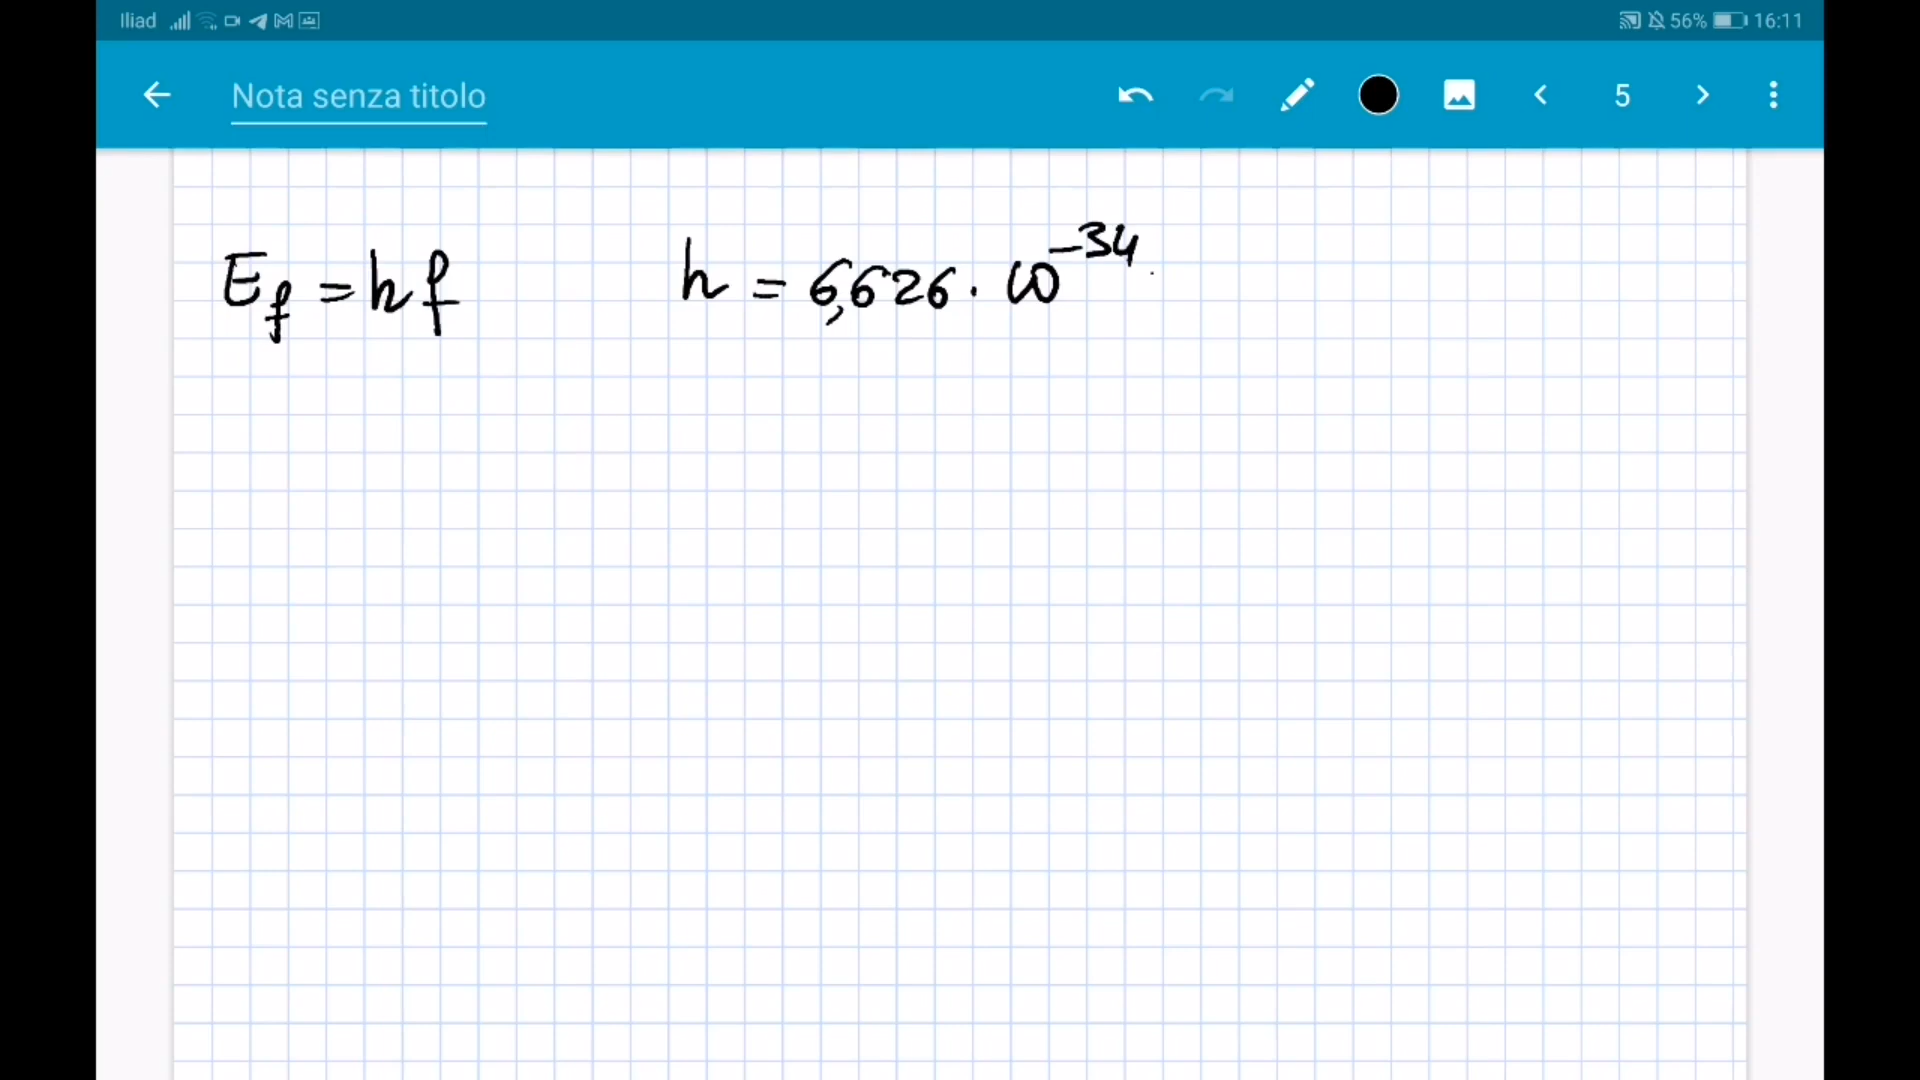 Iliad 56% 16:11
Nota senza titolo 5
E_f = hf h = 6,626 · 10^-34